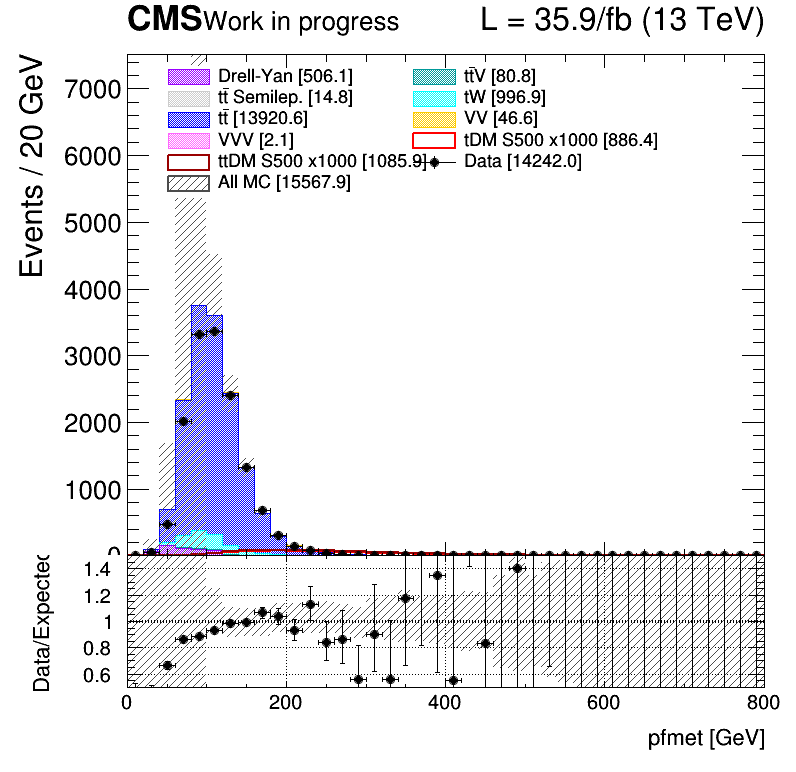 CMS Work in progress L = 35.9/fb (13 TeV)
Events / 20 GeV
7000
6000
5000
4000
3000
2000
1000
0
Drell-Yan [506.1]
tt̄V [80.8]
tt̄ Semilep. [14.8]
tW [996.9]
tt̄ [13920.6]
VV [46.6]
VVV [2.1]
tDM S500 x1000 [886.4]
ttDM S500 x1000 [1085.9]
Data [14242.0]
All MC [15567.9]
Data/Expected
1.4
1.2
1
0.8
0.6
0 200 400 600 800
pfmet [GeV]